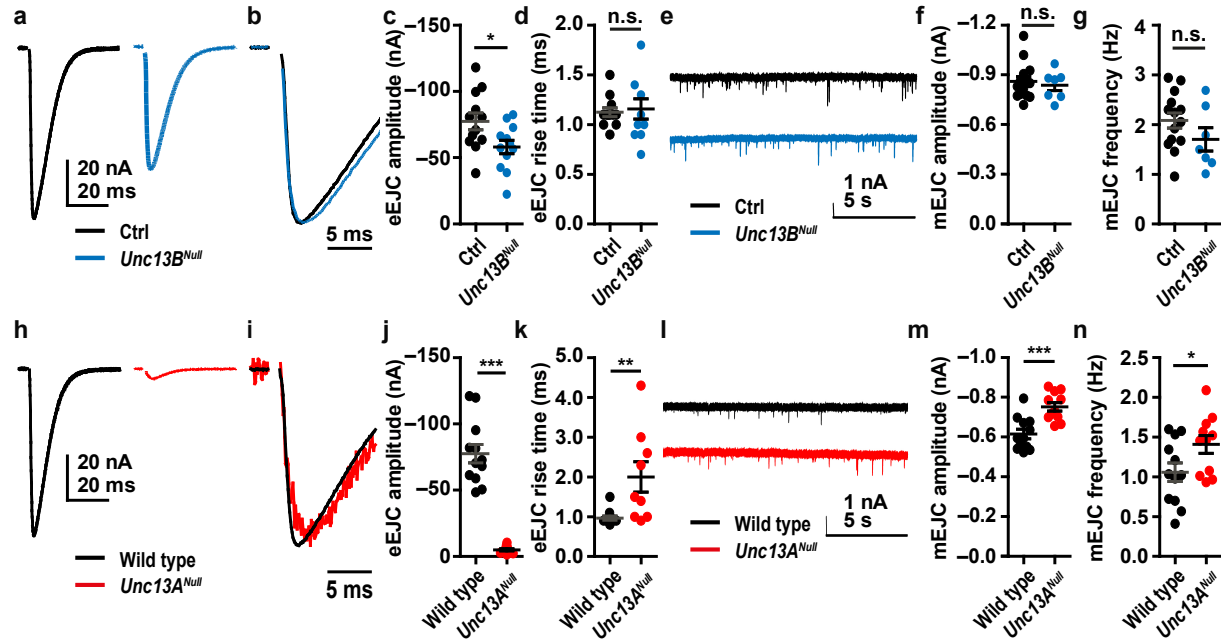 a
b
20 nA
20 ms
5 ms
Ctrl
Unc13B^Null
c
eEJC amplitude (nA)
–150
–100
–50
0
*
Ctrl
Unc13B^Null
d
eEJC rise time (ms)
2.0
1.5
1.0
0.5
0.0
n.s.
Ctrl
Unc13B^Null
e
1 nA
5 s
Ctrl
Unc13B^Null
f
mEJC amplitude (nA)
–1.2
–0.9
–0.6
–0.3
0.0
n.s.
Ctrl
Unc13B^Null
g
mEJC frequency (Hz)
4
3
2
1
0
n.s.
Ctrl
Unc13B^Null
h
i
20 nA
20 ms
5 ms
Wild type
Unc13A^Null
j
eEJC amplitude (nA)
–150
–100
–50
0
***
Wild type
Unc13A^Null
k
eEJC rise time (ms)
5.0
4.0
3.0
2.0
1.0
0.0
**
Wild type
Unc13A^Null
l
1 nA
5 s
Wild type
Unc13A^Null
m
mEJC amplitude (nA)
–1.0
–0.8
–0.6
–0.4
–0.2
–0.0
***
Wild type
Unc13A^Null
n
mEJC frequency (Hz)
2.5
2.0
1.5
1.0
0.5
0.0
*
Wild type
Unc13A^Null